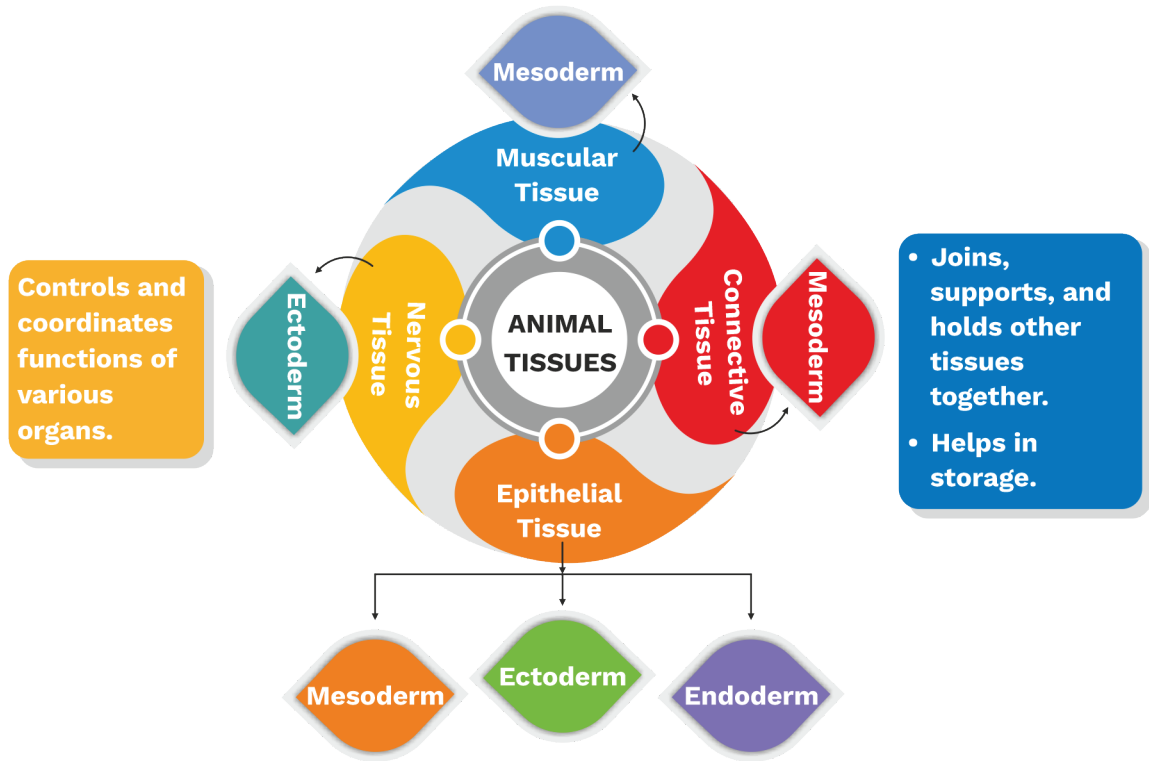 Mesoderm
Muscular
Tissue
Controls and
coordinates
functions of
various
organs.
Ectoderm
Nervous
Tissue
ANIMAL
TISSUES
Connective
Tissue
Mesoderm
• Joins,
supports, and
holds other
tissues
together.
• Helps in
storage.
Epithelial
Tissue
Mesoderm
Ectoderm
Endoderm